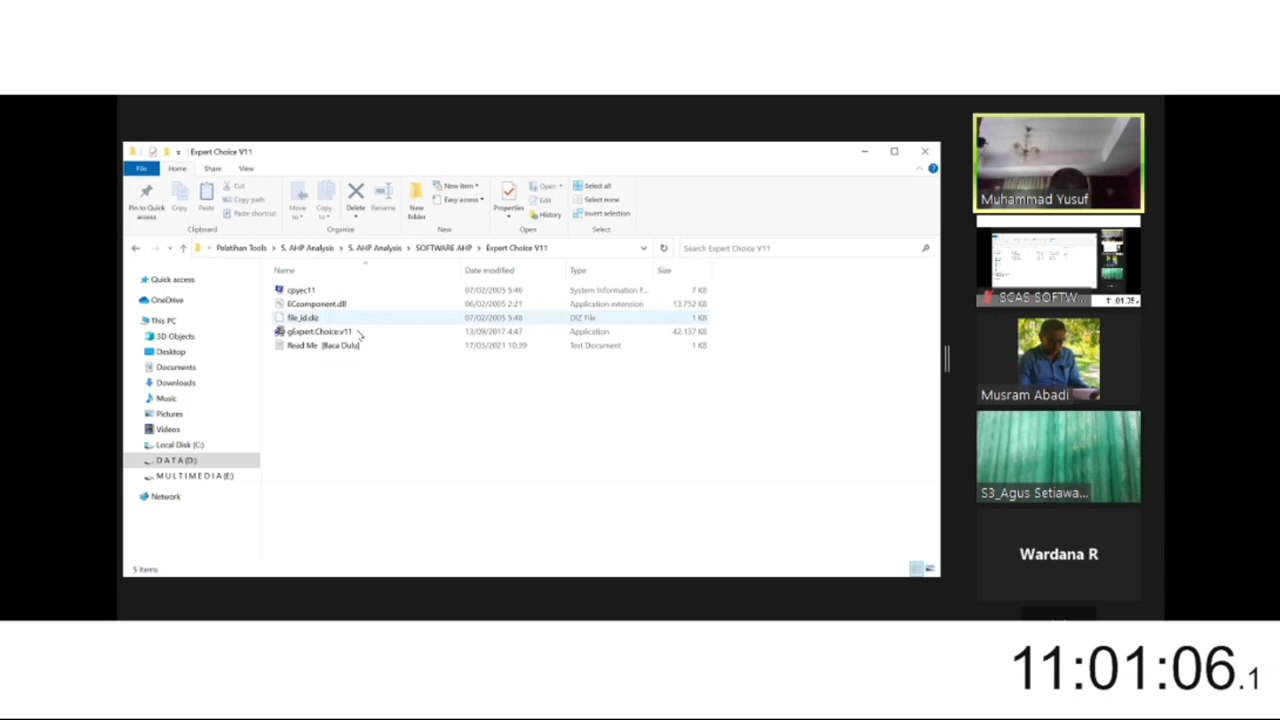 Expert Choice V11
File Home Share View
Pin to Quick access
Copy
Paste
Cut
Copy path
Paste shortcut
Clipboard
Move to
Copy to
Delete
Rename
Organize
New folder
New item
Easy access
New
Properties
Open
Edit
History
Open
Select all
Select none
Invert selection
Select
Pelatihan Tools > 5. AHP Analysis > 5. AHP Analysis > SOFTWARE AHP > Expert Choice V11
Search Expert Choice V11
Name Date modified Type Size
cpyec11 07/02/2005 5:46 System Information F... 7 KB
ECcomponent.dll 06/02/2005 2:21 Application extension 13.752 KB
file_id.diz 07/02/2005 5:48 DIZ File 1 KB
gExpert.Choice.v11 13/09/2017 4:47 Application 42.137 KB
Read Me (Baca Dulu) 17/03/2021 10:39 Text Document 1 KB
Quick access
OneDrive
This PC
3D Objects
Desktop
Documents
Downloads
Music
Pictures
Videos
Local Disk (C:)
D A T A (D:)
M U L T I M E D I A (E:)
Network
5 items
Muhammad Yusuf
SCAS SOFTW...
Musram Abadi
S3_Agus Setiawa...
Wardana R
11:01:06.1